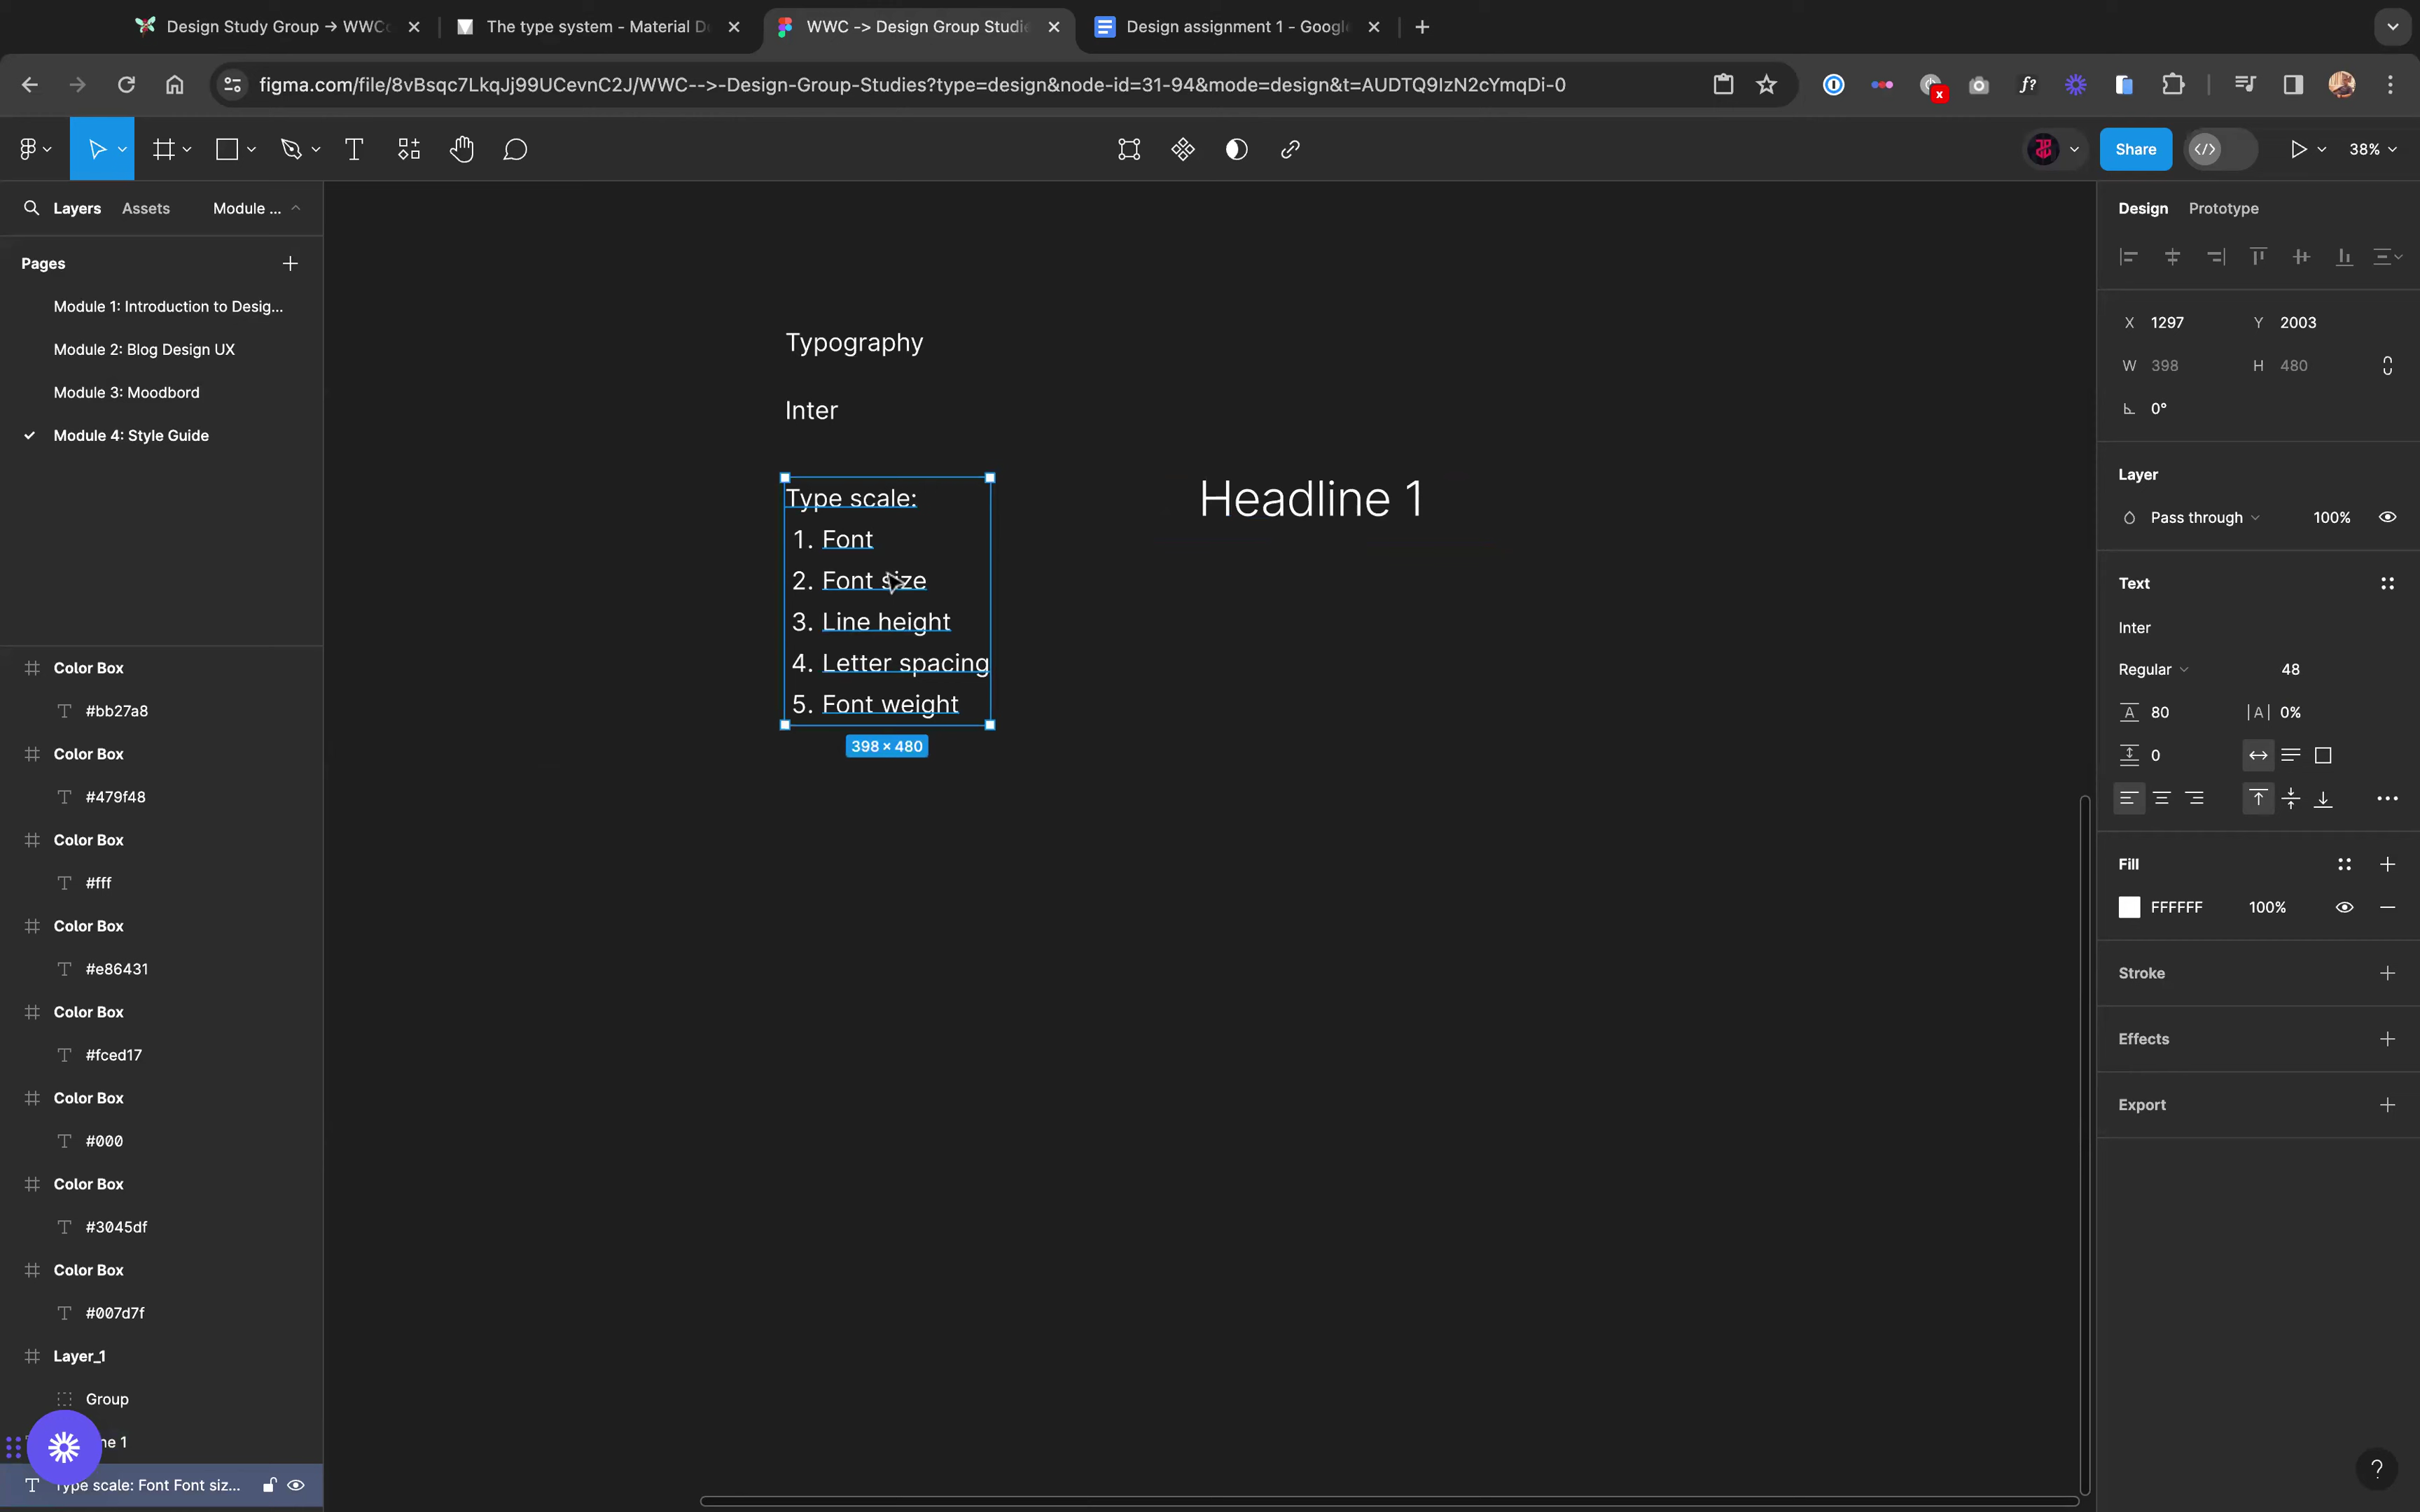 Design Study Group → WWC
The type system - Material D
WWC -> Design Group Studi
Design assignment 1 - Googl
figma.com/file/8vBsqc7LkqJj99UCevnC2J/WWC-->-Design-Group-Studies?type=design&node-id=31-94&mode=design&t=AUDTQ9IzN2cYmqDi-0
Share
38%
Layers
Assets
Module ...
Pages
Module 1: Introduction to Desig...
Module 2: Blog Design UX
Module 3: Moodbord
Module 4: Style Guide
Color Box
#bb27a8
Color Box
#479f48
Color Box
#fff
Color Box
#e86431
Color Box
#fced17
Color Box
#000
Color Box
#3045df
Color Box
#007d7f
Layer_1
Group
ne 1
Type scale: Font Font siz...
Typography
Inter
Type scale:
1. Font
2. Font size
3. Line height
4. Letter spacing
5. Font weight
398 × 480
Headline 1
Design
Prototype
X 1297 Y 2003
W 398 H 480
0°
Layer
Pass through 100%
Text
Inter
Regular 48
A 80 |A| 0%
0
Fill
FFFFFF 100%
Stroke
Effects
Export
?